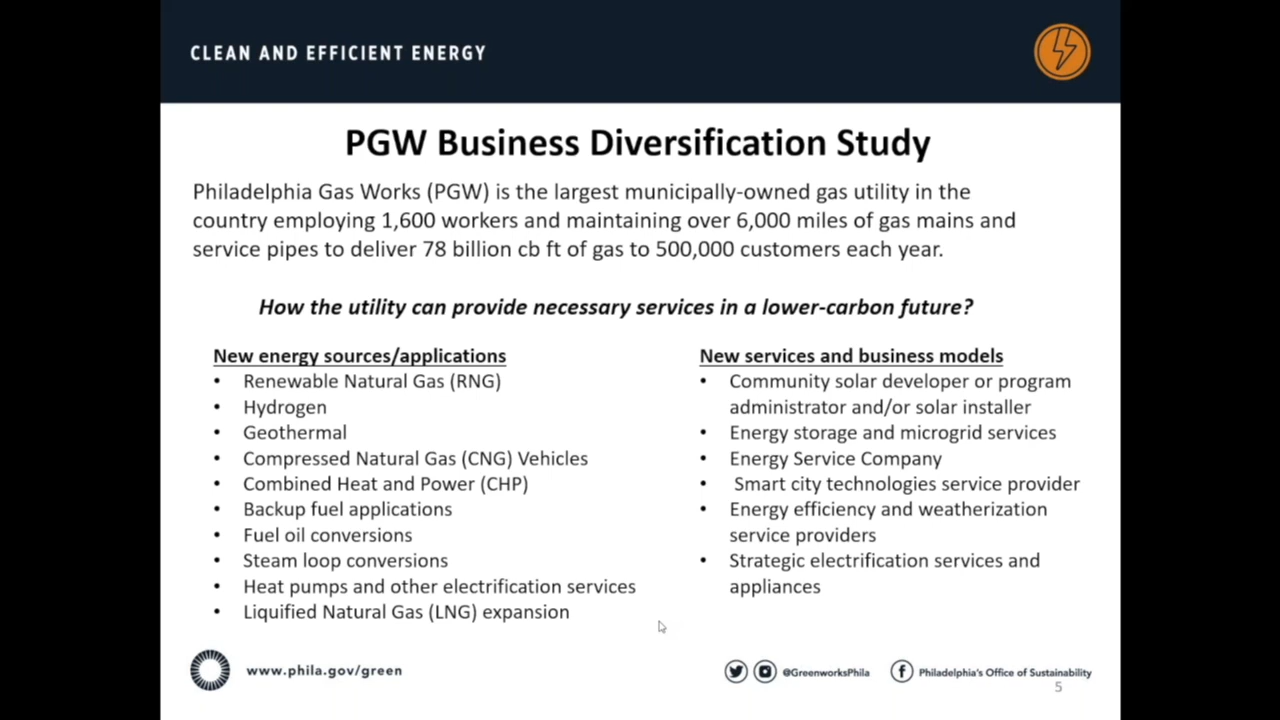 CLEAN AND EFFICIENT ENERGY
PGW Business Diversification Study
Philadelphia Gas Works (PGW) is the largest municipally-owned gas utility in the
country employing 1,600 workers and maintaining over 6,000 miles of gas mains and
service pipes to deliver 78 billion cb ft of gas to 500,000 customers each year.
How the utility can provide necessary services in a lower-carbon future?
New energy sources/applications
• Renewable Natural Gas (RNG)
• Hydrogen
• Geothermal
• Compressed Natural Gas (CNG) Vehicles
• Combined Heat and Power (CHP)
• Backup fuel applications
• Fuel oil conversions
• Steam loop conversions
• Heat pumps and other electrification services
• Liquified Natural Gas (LNG) expansion
New services and business models
• Community solar developer or program
administrator and/or solar installer
• Energy storage and microgrid services
• Energy Service Company
• Smart city technologies service provider
• Energy efficiency and weatherization
service providers
• Strategic electrification services and
appliances
www.phila.gov/green
@GreenworksPhila
Philadelphia's Office of Sustainability
5